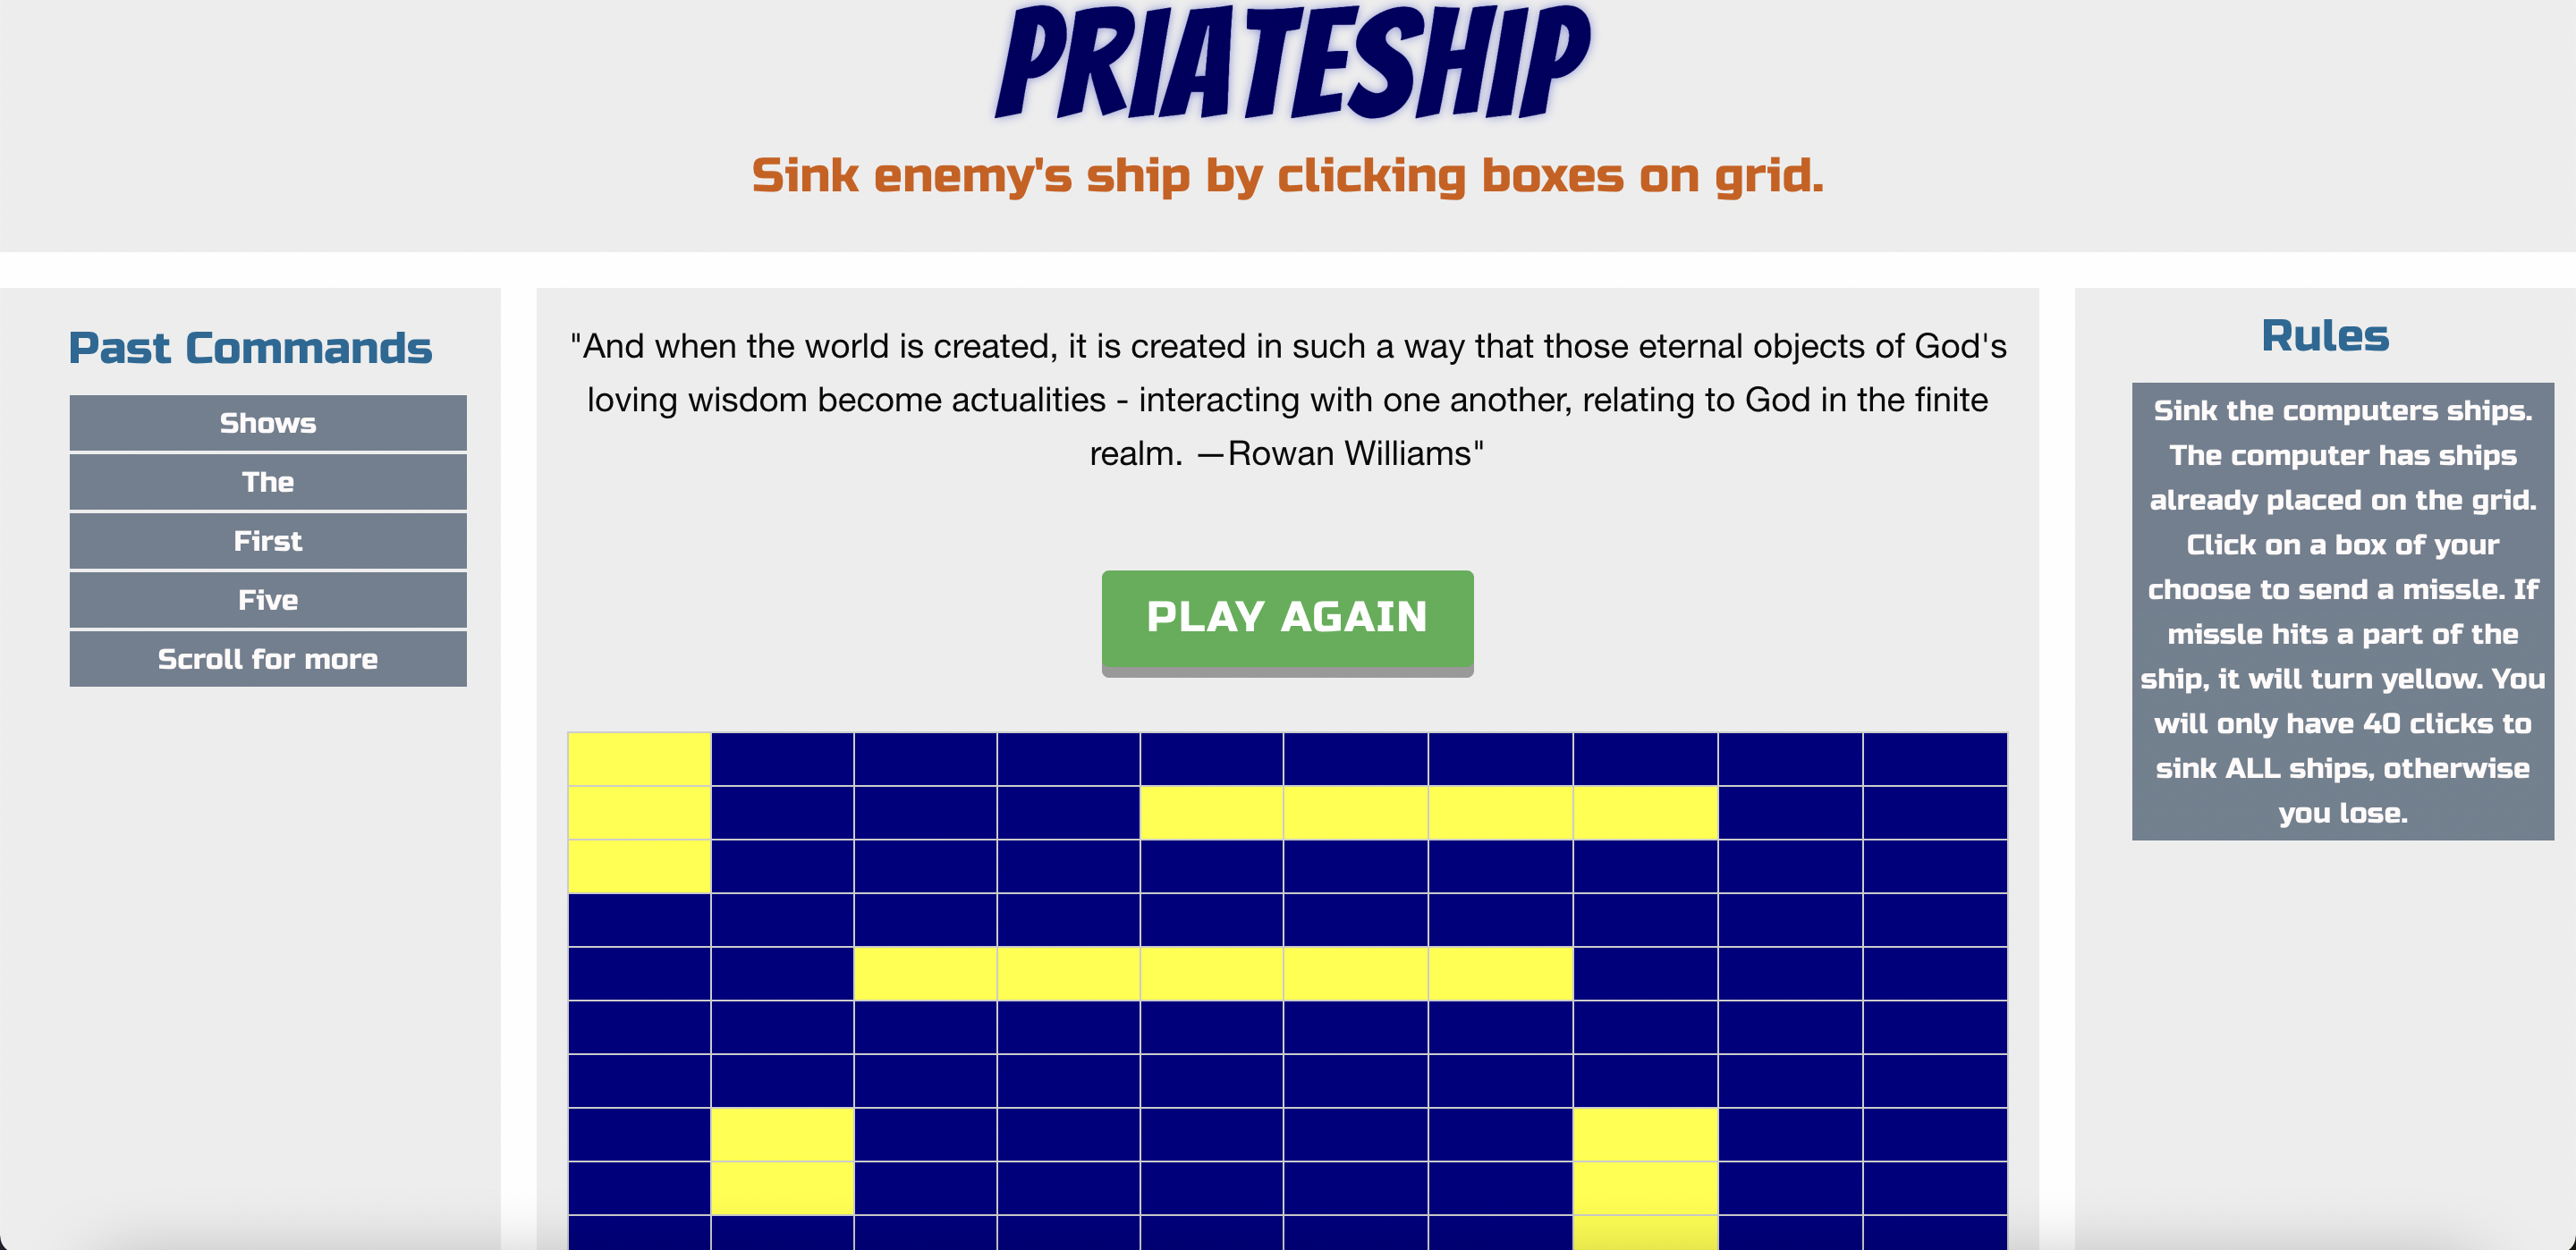 PRIATESHIP
Sink enemy's ship by clicking boxes on grid.
Past Commands
Shows
The
First
Five
Scroll for more
"And when the world is created, it is created in such a way that those eternal objects of God's
loving wisdom become actualities - interacting with one another, relating to God in the finite
realm. —Rowan Williams"
PLAY AGAIN
Rules
Sink the computers ships.
The computer has ships
already placed on the grid.
Click on a box of your
choose to send a missle. If
missle hits a part of the
ship, it will turn yellow. You
will only have 40 clicks to
sink ALL ships, otherwise
you lose.